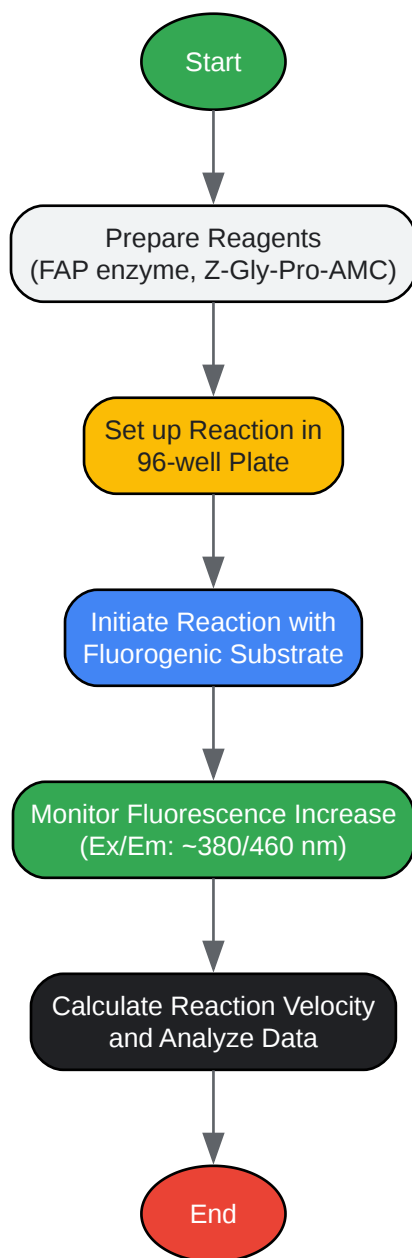 Start
Prepare Reagents
(FAP enzyme, Z-Gly-Pro-AMC)
Set up Reaction in
96-well Plate
Initiate Reaction with
Fluorogenic Substrate
Monitor Fluorescence Increase
(Ex/Em: ~380/460 nm)
Calculate Reaction Velocity
and Analyze Data
End